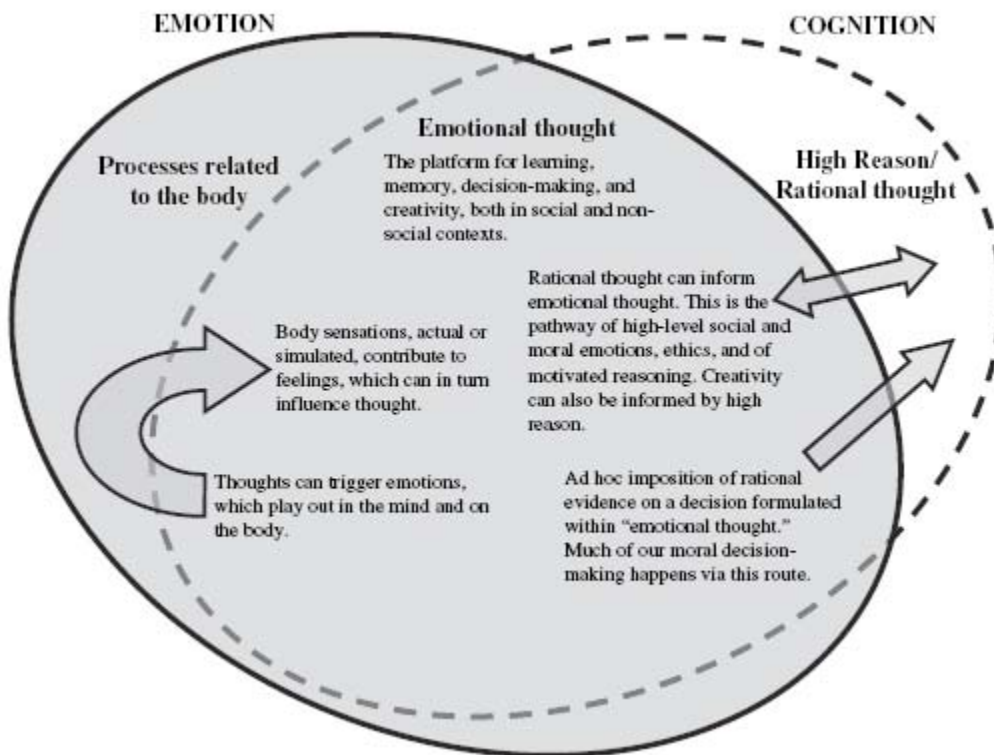 EMOTION
COGNITION
Emotional thought
The platform for learning,
memory, decision-making, and
creativity, both in social and non-
social contexts.
Processes related
to the body
High Reason/
Rational thought
Rational thought can inform
emotional thought. This is the
pathway of high-level social and
moral emotions, ethics, and of
motivated reasoning. Creativity
can also be informed by high
reason.
Body sensations, actual or
simulated, contribute to
feelings, which can in turn
influence thought.
Thoughts can trigger emotions,
which play out in the mind and on
the body.
Ad hoc imposition of rational
evidence on a decision formulated
within “emotional thought.”
Much of our moral decision-
making happens via this route.